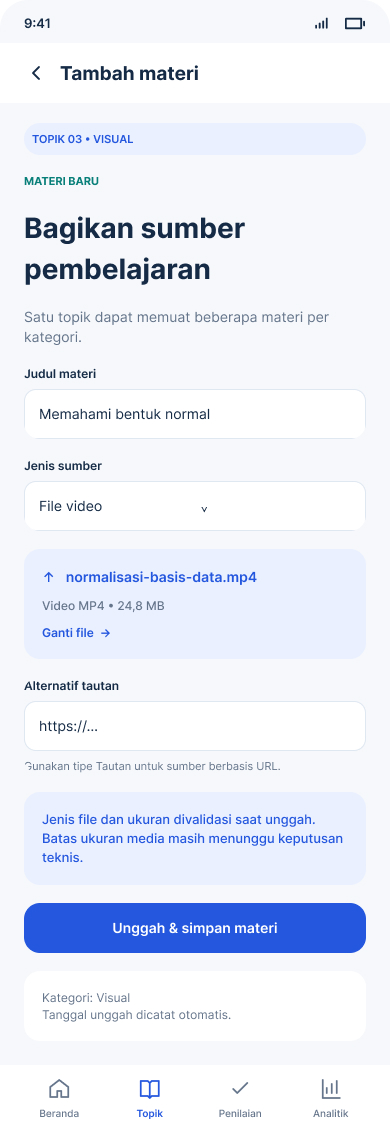 9:41
Tambah materi
TOPIK 03 • VISUAL
MATERI BARU
Bagikan sumber
pembelajaran
Satu topik dapat memuat beberapa materi per
kategori.
Judul materi
Memahami bentuk normal
Jenis sumber
File video
↑ normalisasi-basis-data.mp4
Video MP4 • 24,8 MB
Ganti file →
Alternatif tautan
https://...
Gunakan tipe Tautan untuk sumber berbasis URL.
Jenis file dan ukuran divalidasi saat unggah.
Batas ukuran media masih menunggu keputusan
teknis.
Unggah & simpan materi
Kategori: Visual
Tanggal unggah dicatat otomatis.
Beranda
Topik
Penilaian
Analitik